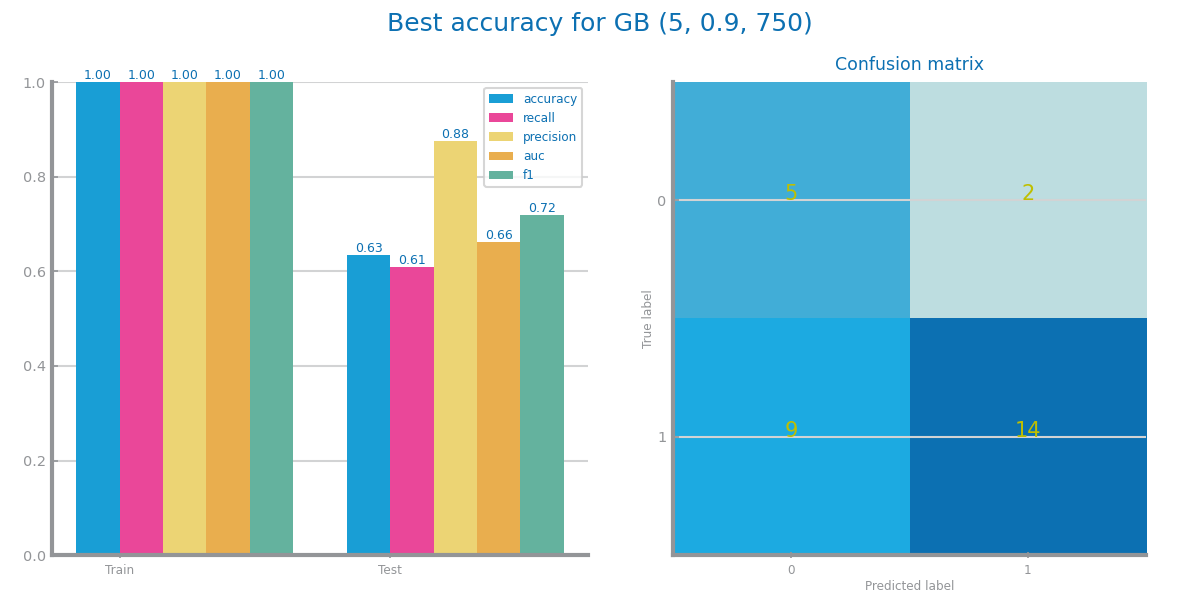 Best accuracy for GB (5, 0.9, 750)
1.0
0.8
0.6
0.4
0.2
0.0
1.00 1.00 1.00 1.00 1.00
0.63
0.61
0.88
0.66
0.72
accuracy
recall
precision
auc
f1
Train Test
Confusion matrix
True label
0
1
5 2
9 14
0 1
Predicted label